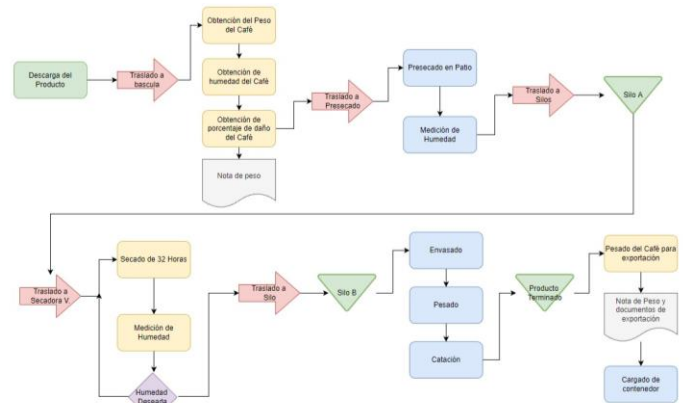 Descarga del
Producto
Traslado a
bascula
Obtención del Peso
del Café
Obtención de
humedad del Café
Obtención de
porcentaje de daño
del Café
Nota de peso
Traslado a
Presecado
Presecado en Patio
Medición de
Humedad
Traslado a
Silos
Silo A
Traslado a
Secadora V.
Secado de 32 Horas
Medición de
Humedad
Humedad
Deseada
Traslado a
Silo
Silo B
Envasado
Pesado
Catación
Producto
Terminado
Pesado del Café para
exportación
Nota de Peso y
documentos de
exportación
Cargado de
contenedor